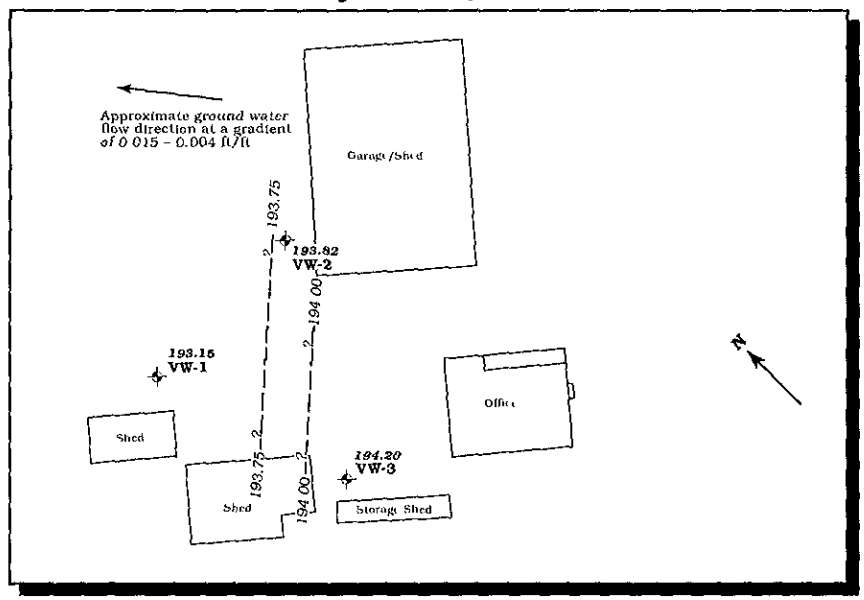 Approximate ground water
flow direction at a gradient
of 0 015 – 0.004 ft/ft
Garage/Shed
193.75
?
193.82
VW-2
194 00
?
193.15
VW-1
N
Office
Shed
?
193.75
?
194 00
194.20
VW-3
Shed
Storage Shed